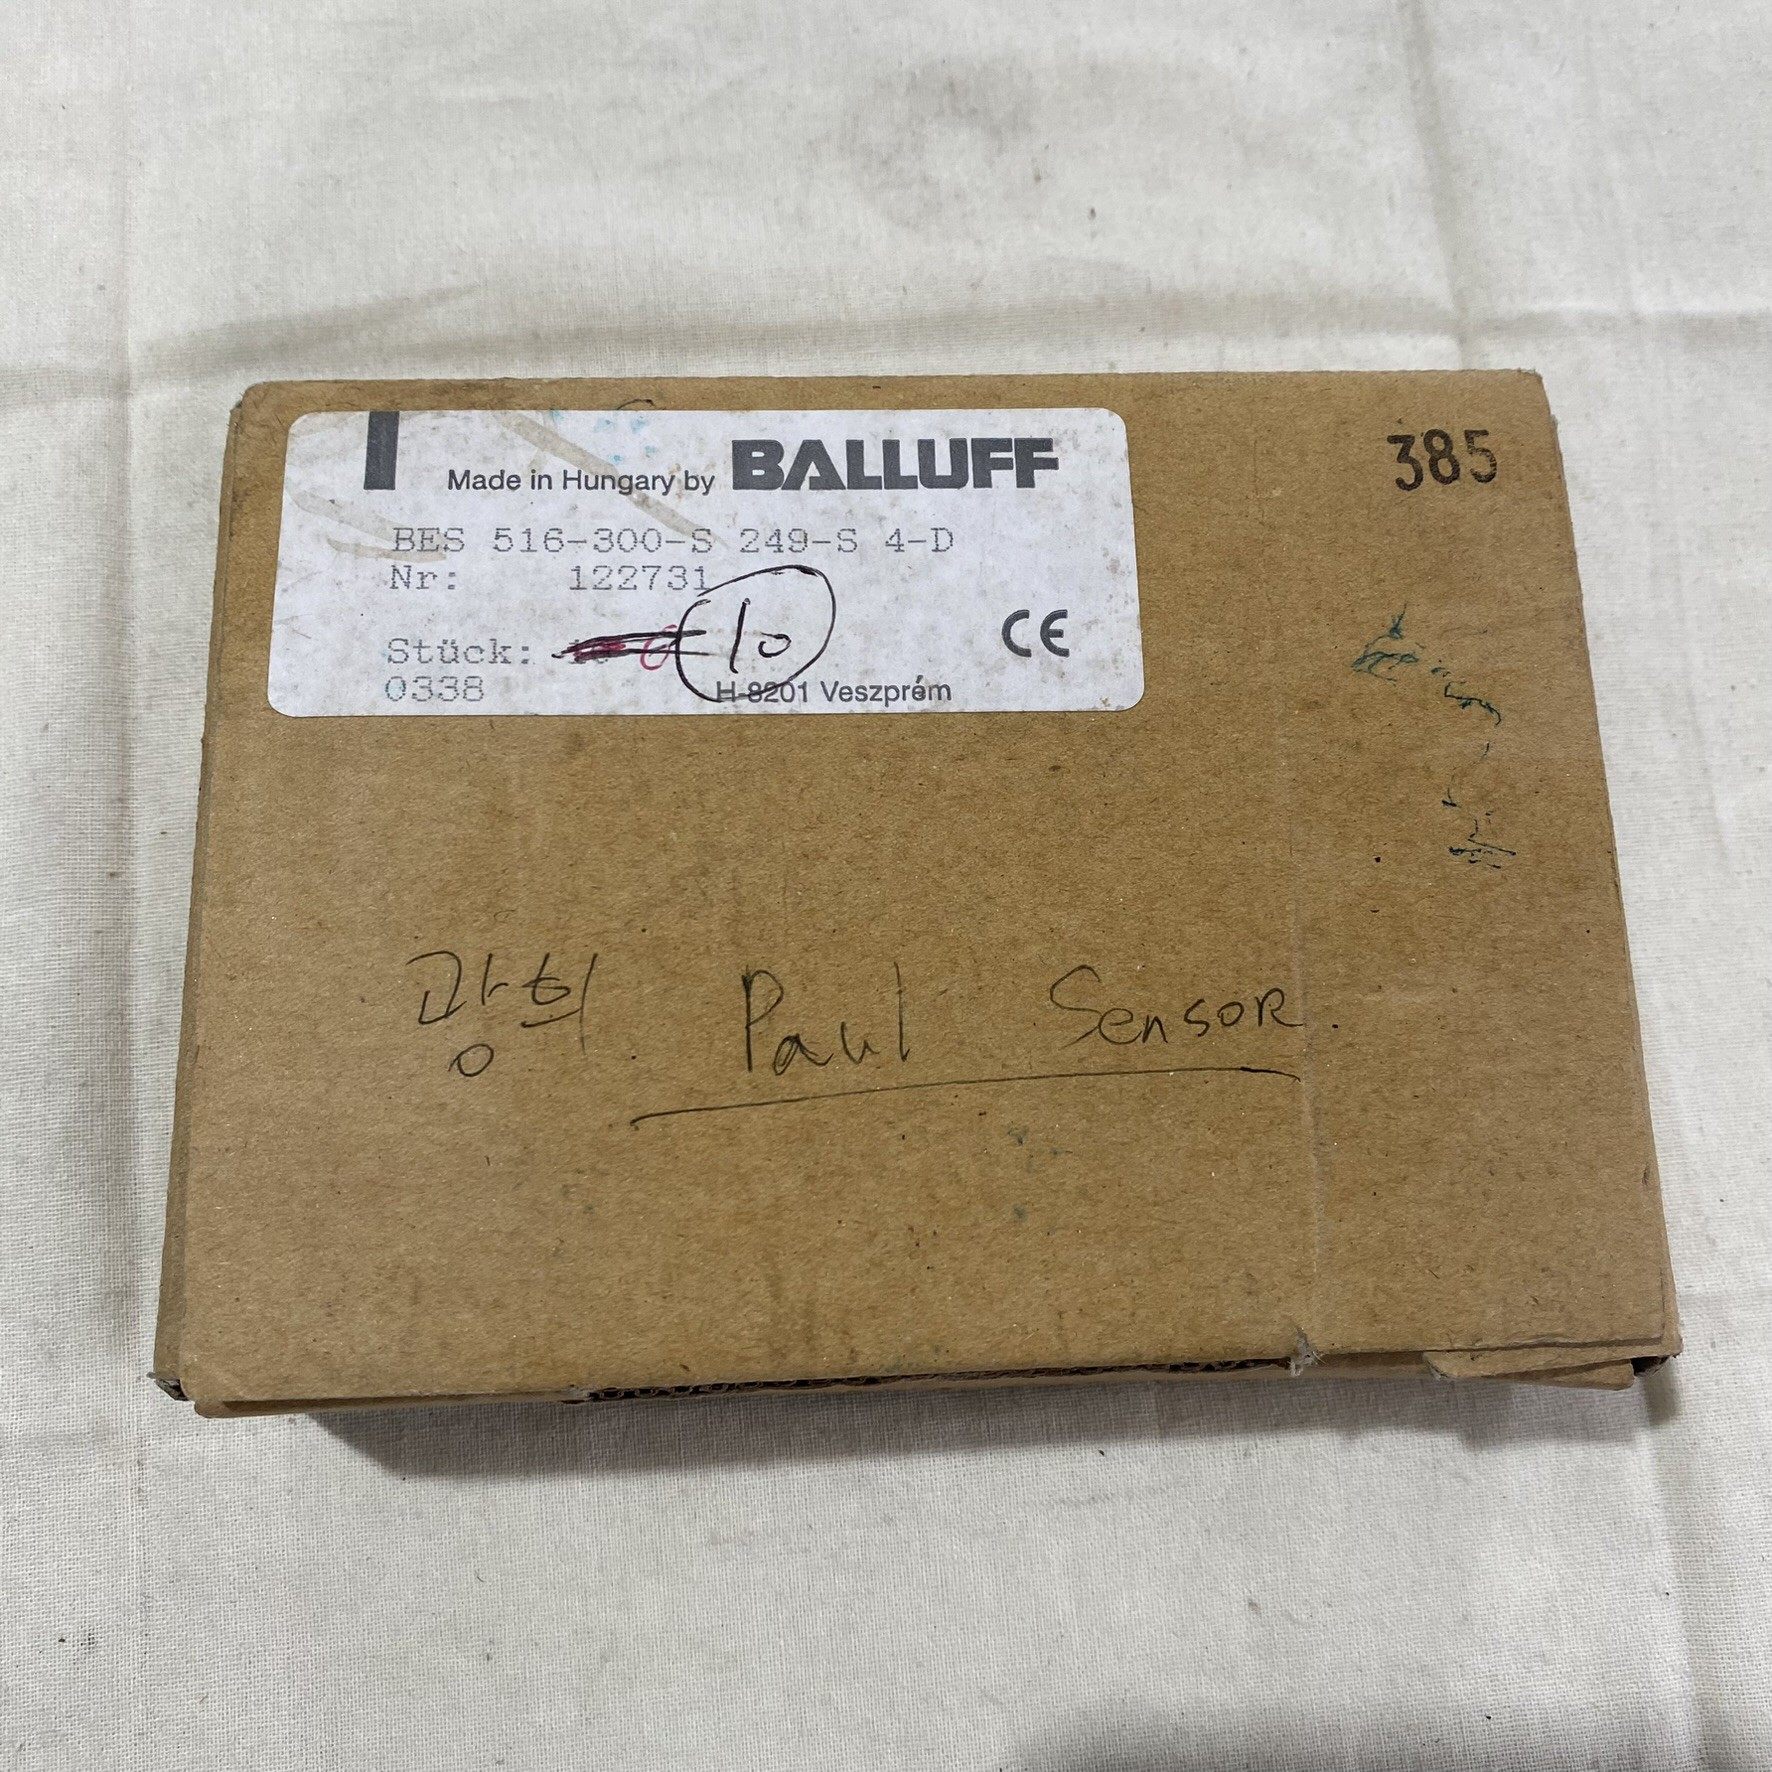 Made in Hungary by BALLUFF
385
BES 516-300-S 249-S 4-D
Nr: 122731
Stück: 10
CE
0338
H-8201 Veszprém
광희 Paul Sensor.